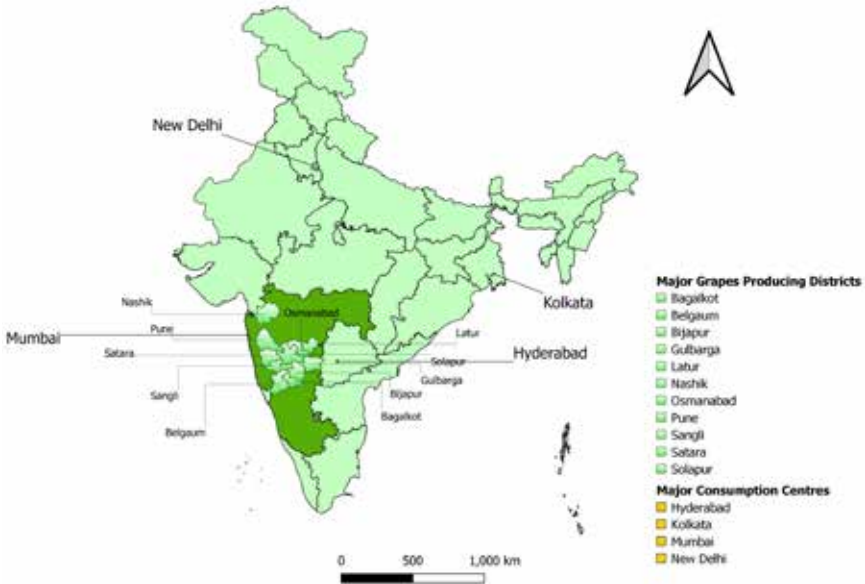 New Delhi
Kolkata
Nashik
Osmanabad
Mumbai
Pune
Latur
Satara
Solapur
Hyderabad
Gulbarga
Sangli
Bijapur
Bagalkot
Belgaum
Major Grapes Producing Districts
Bagalkot
Belgaum
Bijapur
Gulbarga
Latur
Nashik
Osmanabad
Pune
Sangli
Satara
Solapur
Major Consumption Centres
Hyderabad
Kolkata
Mumbai
New Delhi
0 500 1,000 km